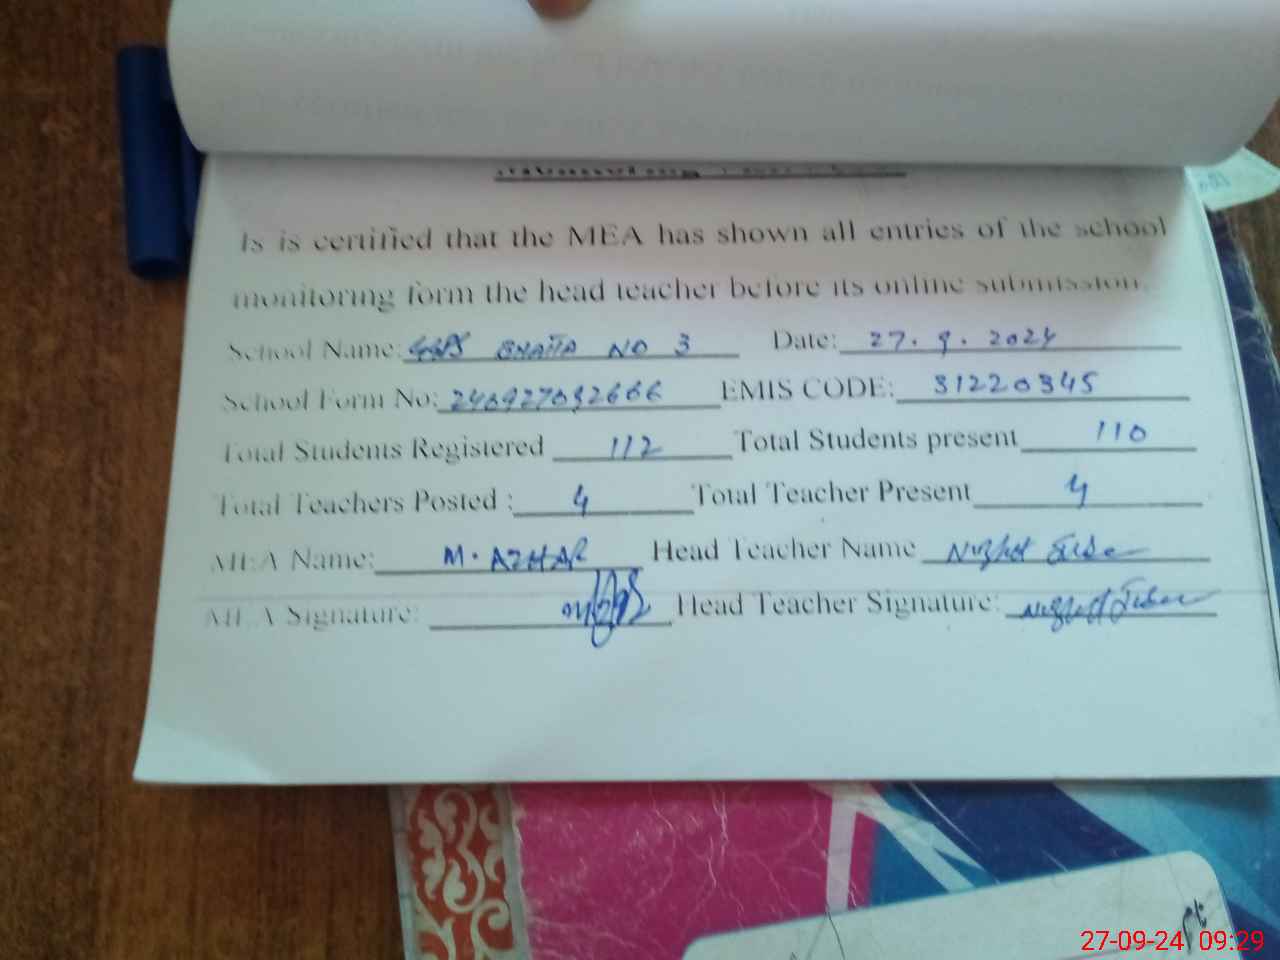 Is is certified that the MEA has shown all entries of the school
monitoring form the head teacher before its online submission.
School Name: GGPS BHATTA NO 3 Date: 27.9.2024
School Form No: 240927092666 EMIS CODE: 31220345
Total Students Registered 112 Total Students present 110
Total Teachers Posted : 4 Total Teacher Present 4
MEA Name: M. AZHAR Head Teacher Name Nuzhat
MEA Signature: Head Teacher Signature: Nuzhat
27-09-24 09:29